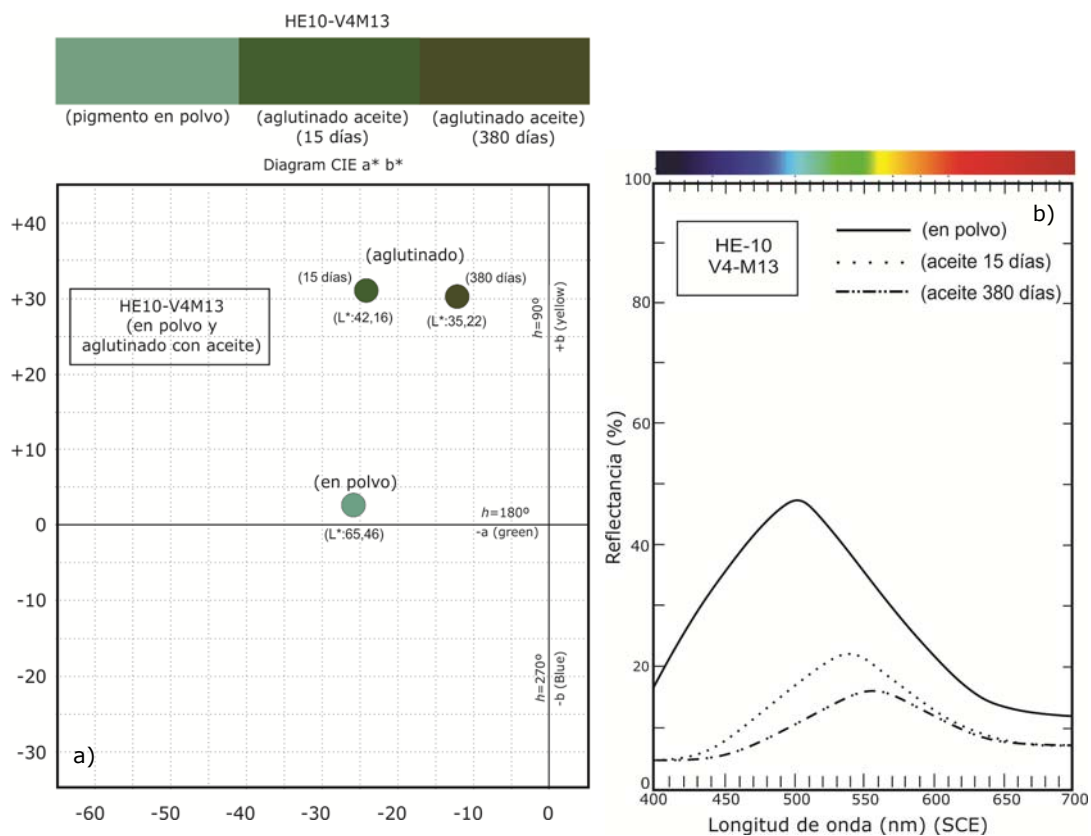 HE10-V4M13
(pigmento en polvo)
(aglutinado aceite)
(15 días)
(aglutinado aceite)
(380 días)
Diagram CIE a* b*
+40
+30
+20
+10
0
-10
-20
-30
-60
-50
-40
-30
-20
-10
0
HE10-V4M13
(en polvo y
aglutinado con aceite)
(aglutinado)
(15 días)
(380 días)
(L*:42,16)
(L*:35,22)
(en polvo)
(L*:65,46)
h=90º
+b (yellow)
h=180º
-a (green)
h=270º
-b (Blue)
a)
b)
HE-10
V4-M13
(en polvo)
(aceite 15 días)
(aceite 380 días)
Reflectancia (%)
100
80
60
40
20
0
400
500
550
600
650
700
450
Longitud de onda (nm) (SCE)